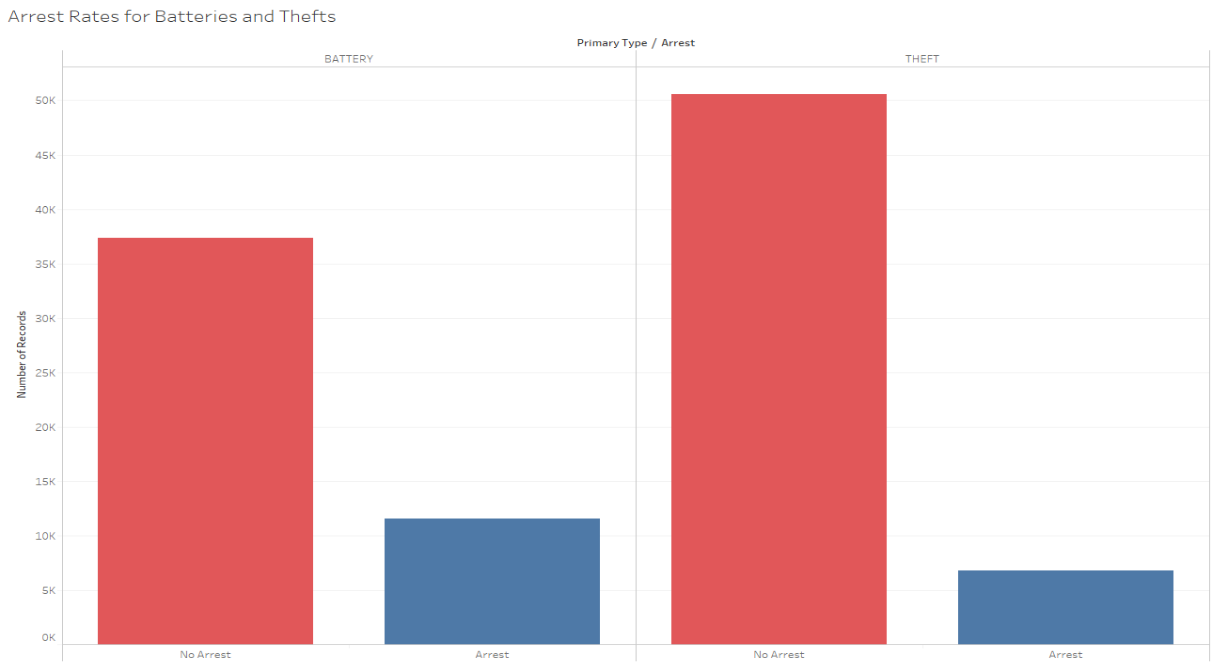 Arrest Rates for Batteries and Thefts
Primary Type / Arrest
BATTERY
THEFT
Number of Records
50K
45K
40K
35K
30K
25K
20K
15K
10K
5K
0K
No Arrest
Arrest
No Arrest
Arrest